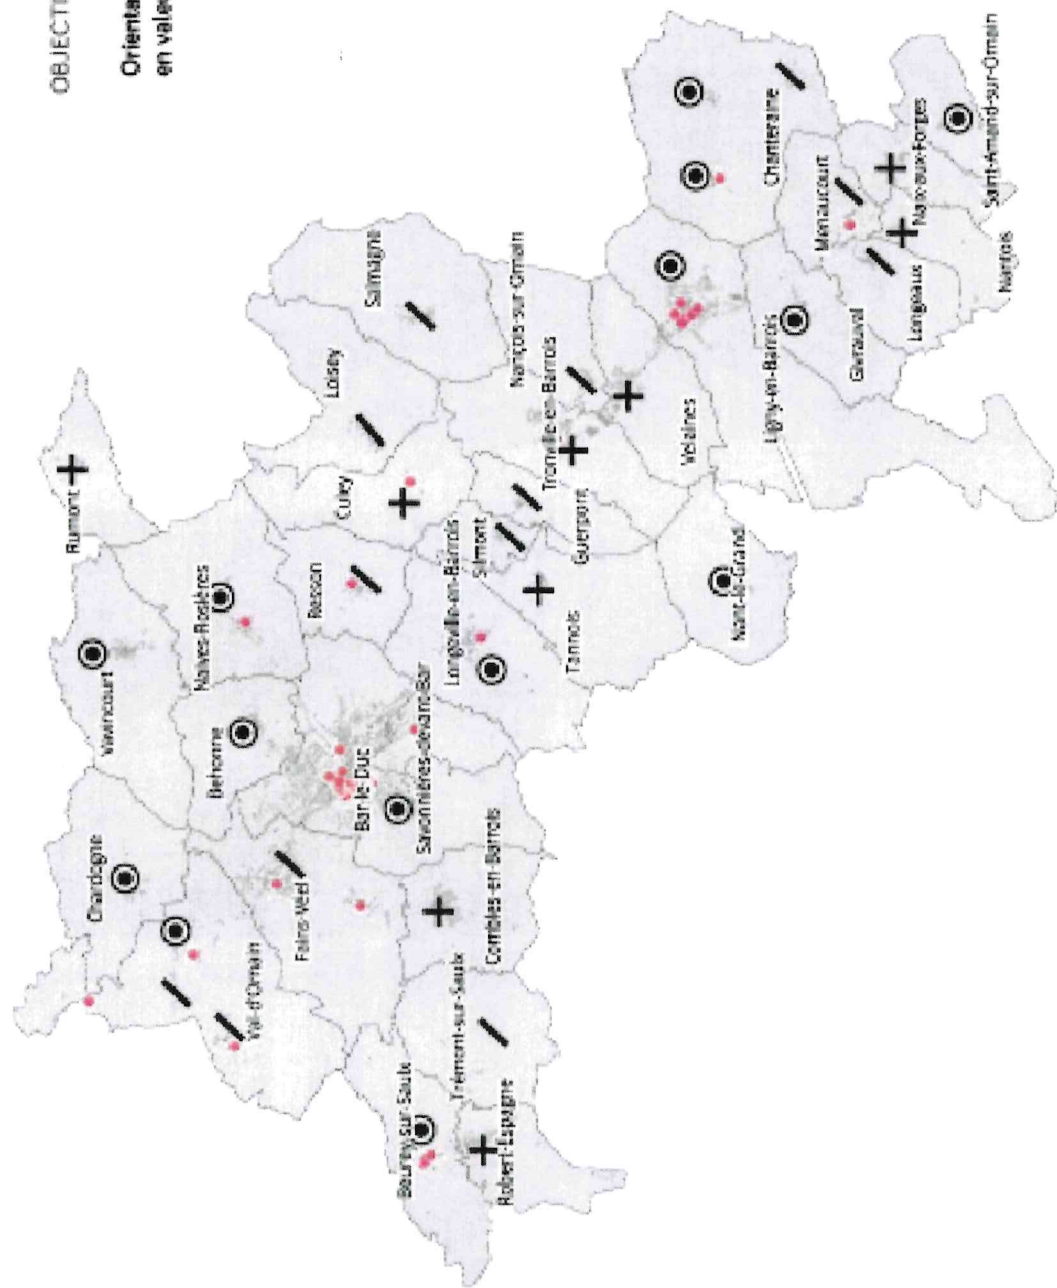 OBJECTI
Orienta
en vale
Rumont
Chardogne
Vavincourt
Naives-Rosières
Behonne
Val-d'Ornain
Fains-Véel
Resson
Loisey
Culey
Bar-le-Duc
Salmagne
Beurey-sur-Saulx
Savonnières-devant-Bar
Longeville-en-Barrois
Trémont-sur-Saulx
Silmont
Combles-en-Barrois
Robert-Espagne
Nançois-sur-Ornain
Tronville-en-Barrois
Tannois
Guerpont
Velaines
Nant-le-Grand
Ligny-en-Barrois
Chanteraine
Menaucourt
Givrauval
Longeaux
Naix-aux-Forges
Saint-Amand-sur-Ornain
Nantois